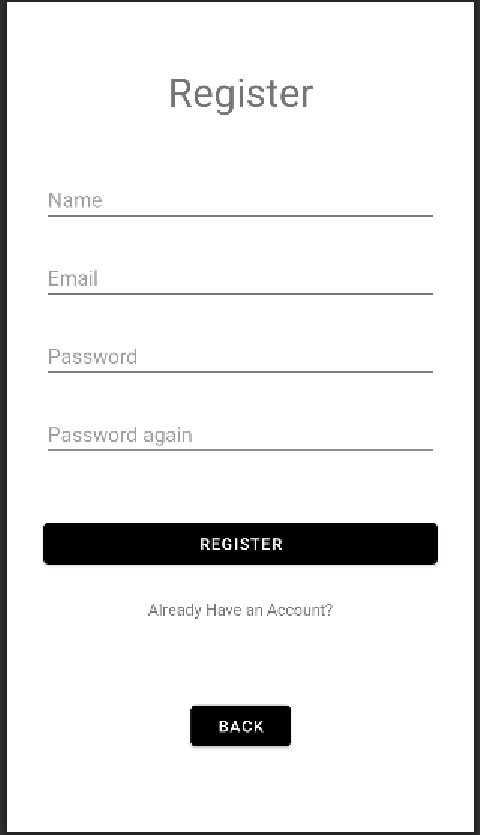 Register
Name
Email
Password
Password again
REGISTER
Already Have an Account?
BACK